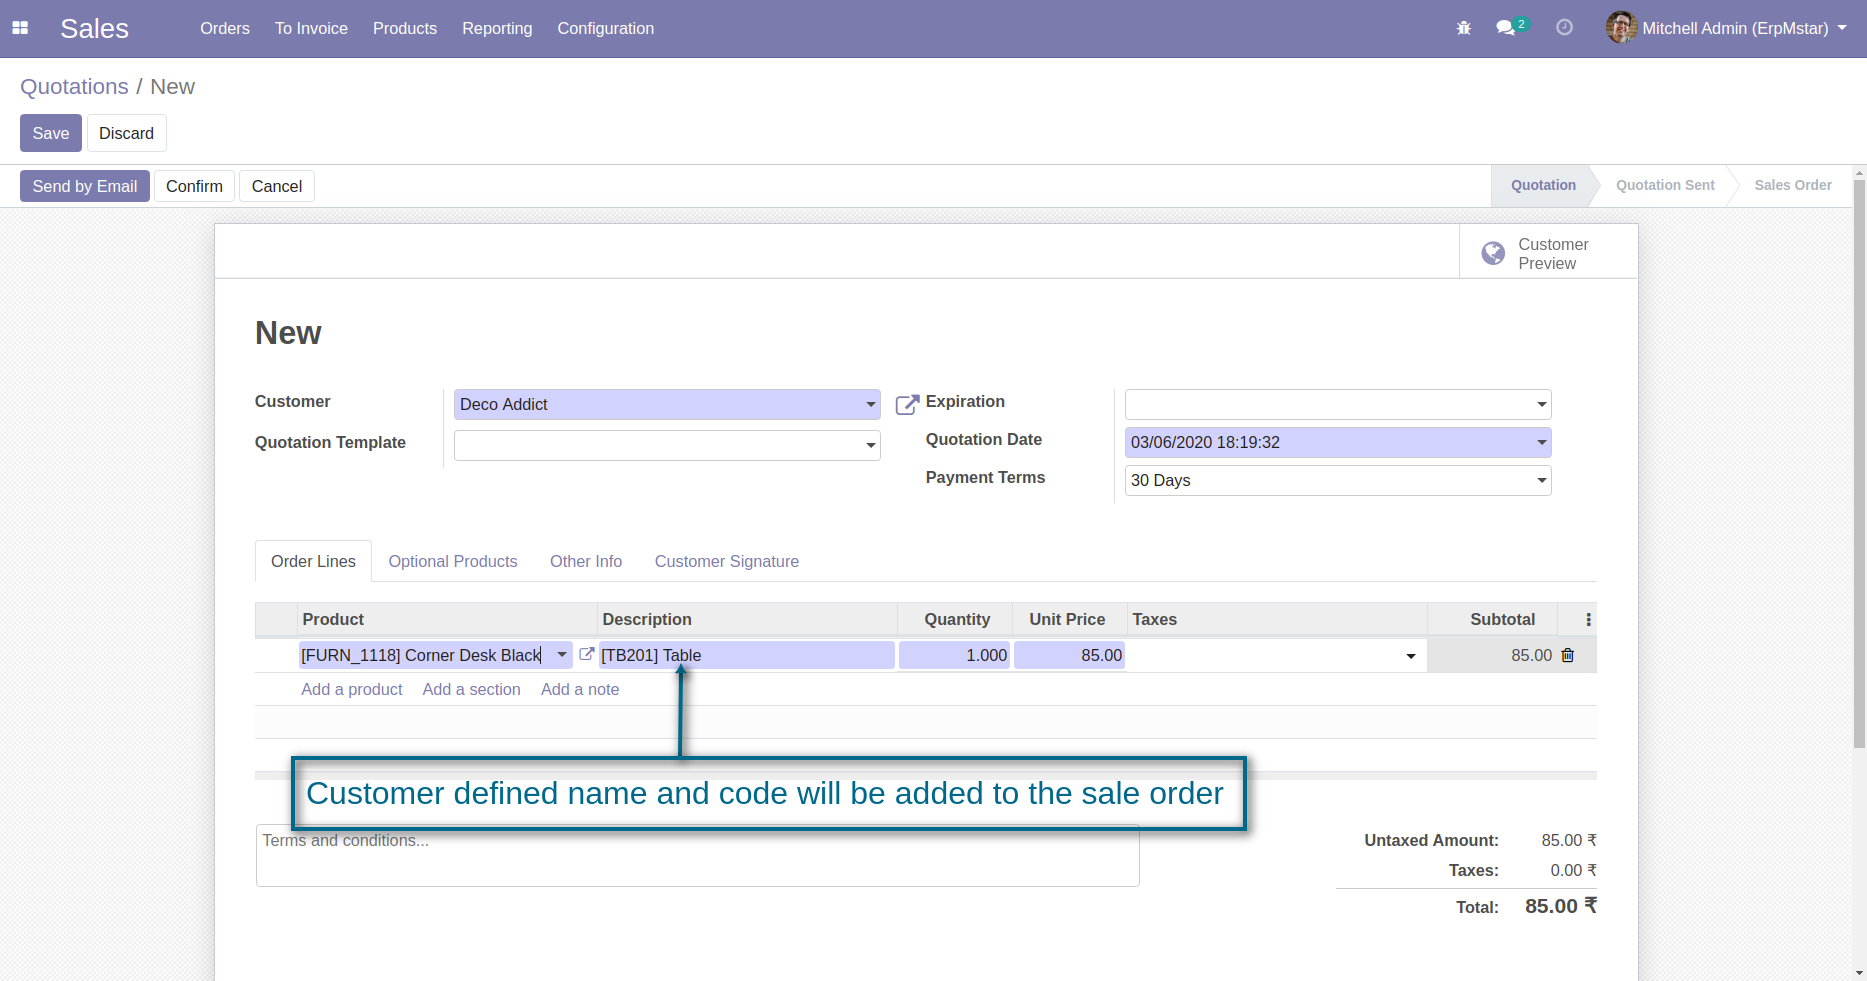 Sales Orders To Invoice Products Reporting Configuration 2 Mitchell Admin (ErpMstar)
Quotations / New
Save Discard
Send by Email Confirm Cancel Quotation Quotation Sent Sales Order
Customer
Preview
New
Customer Deco Addict Expiration
Quotation Template Quotation Date 03/06/2020 18:19:32
Payment Terms 30 Days
Order Lines Optional Products Other Info Customer Signature
Product Description Quantity Unit Price Taxes Subtotal
[FURN_1118] Corner Desk Black [TB201] Table 1.000 85.00 85.00
Add a product Add a section Add a note
Customer defined name and code will be added to the sale order
Terms and conditions... Untaxed Amount: 85.00 ₹
Taxes: 0.00 ₹
Total: 85.00 ₹